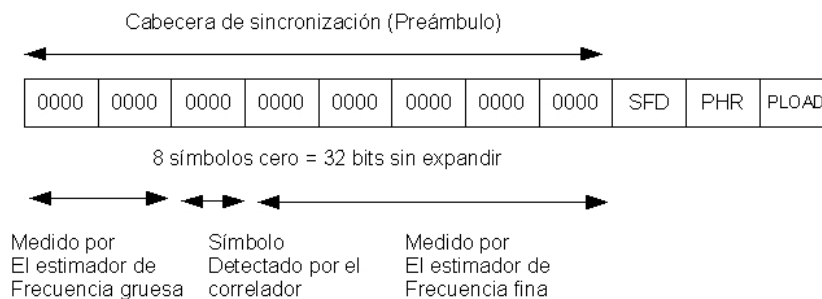 Cabecera de sincronización (Preámbulo)
0000 0000 0000 0000 0000 0000 0000 0000 SFD PHR PLOAD
8 símbolos cero = 32 bits sin expandir
Medido por
El estimador de
Frecuencia gruesa
Símbolo
Detectado por el
correlador
Medido por
El estimador de
Frecuencia fina